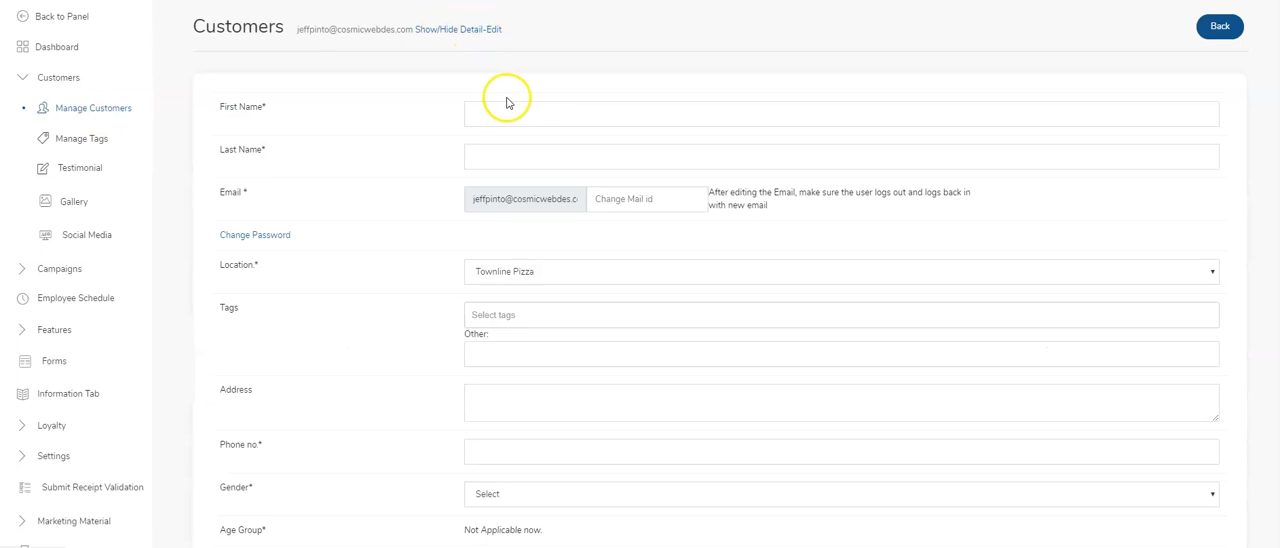 Back to Panel
Dashboard
Customers
Manage Customers
Manage Tags
Testimonial
Gallery
Social Media
Campaigns
Employee Schedule
Features
Forms
Information Tab
Loyalty
Settings
Submit Receipt Validation
Marketing Material
Customers jeffpinto@cosmicwebdes.com Show/Hide Detail-Edit
Back
First Name*
Last Name*
Email * jeffpinto@cosmicwebdes.c Change Mail id After editing the Email, make sure the user logs out and logs back in
with new email
Change Password
Location.* Townline Pizza
Tags Select tags
Other:
Address
Phone no.*
Gender* Select
Age Group* Not Applicable now.